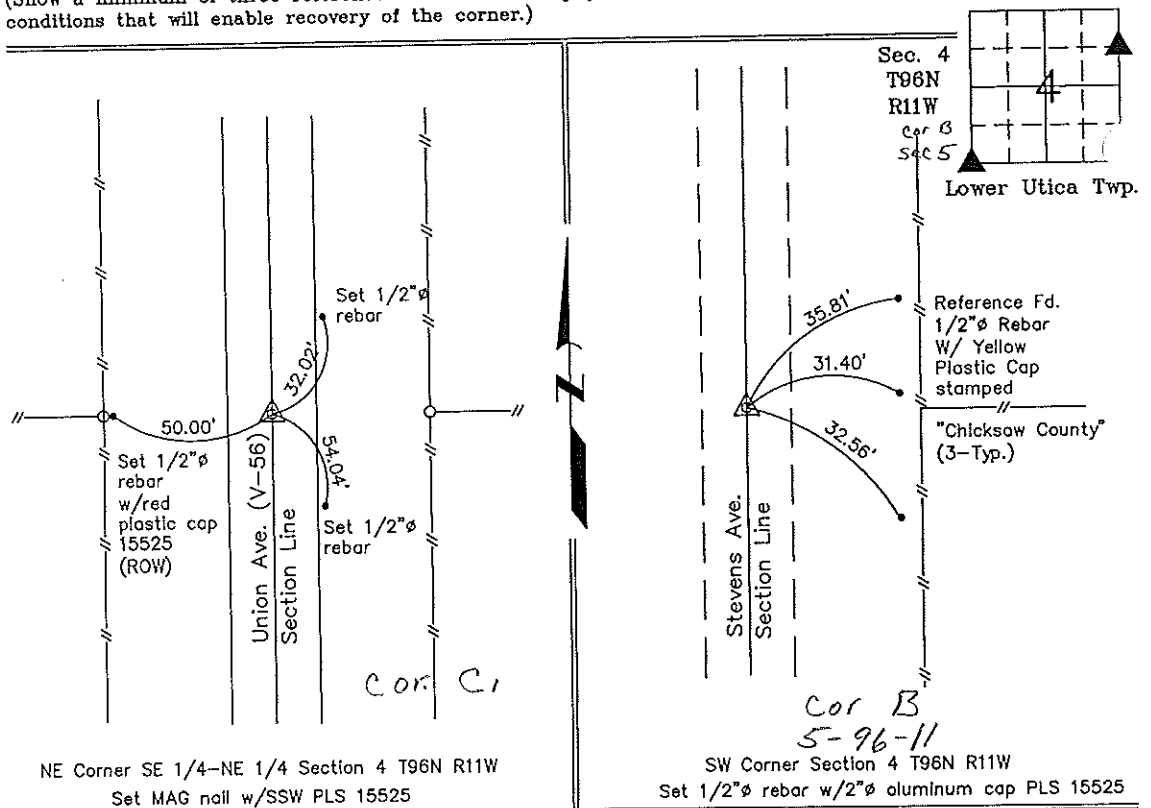 conditions that will enable recovery of the corner.)
Sec. 4
T96N
R11W
cor B
Sec 5
4
Lower Utica Twp.
Set 1/2"ø
rebar
32.02'
50.00'
54.04'
Set 1/2"ø
rebar
w/red
plastic cap
15525
(ROW)
Union Ave. (V-56)
Section Line
Set 1/2"ø
rebar
Cor. C1
NE Corner SE 1/4-NE 1/4 Section 4 T96N R11W
Set MAG nail w/SSW PLS 15525
N
35.81'
31.40'
32.56'
Reference Fd.
1/2"ø Rebar
W/ Yellow
Plastic Cap
stamped
"Chicksaw County"
(3-Typ.)
Stevens Ave.
Section Line
Cor B
5-96-11
SW Corner Section 4 T96N R11W
Set 1/2"ø rebar w/2"ø aluminum cap PLS 15525